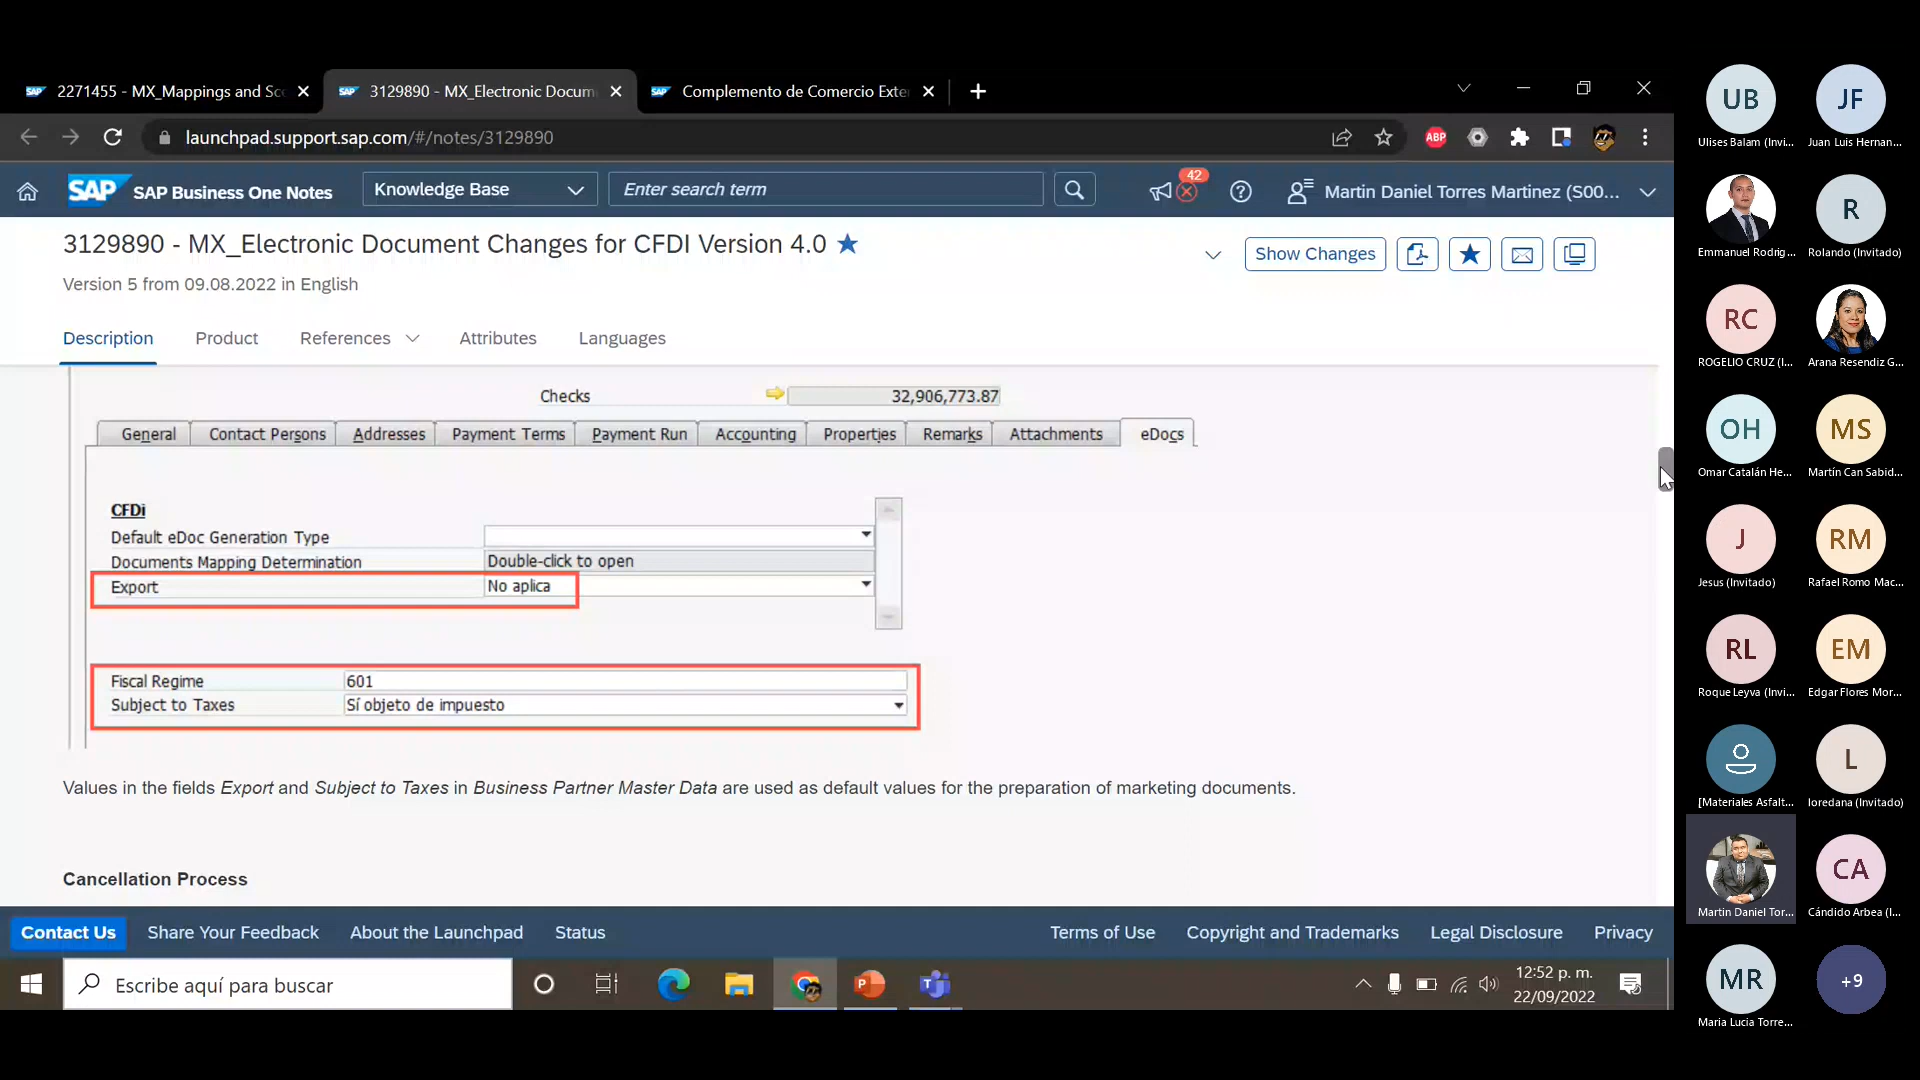 2271455 - MX_Mappings and Sc
3129890 - MX_Electronic Docum
Complemento de Comercio Exte
launchpad.support.sap.com/#/notes/3129890
ABP
SAP
SAP Business One Notes
Knowledge Base
Enter search term
42
Martin Daniel Torres Martinez (S00...
3129890 - MX_Electronic Document Changes for CFDI Version 4.0
Show Changes
Version 5 from 09.08.2022 in English
Description
Product
References
Attributes
Languages
Checks
32,906,773.87
General
Contact Persons
Addresses
Payment Terms
Payment Run
Accounting
Properties
Remarks
Attachments
eDocs
CFDi
Default eDoc Generation Type
Documents Mapping Determination
Double-click to open
Export
No aplica
Fiscal Regime
601
Subject to Taxes
Sí objeto de impuesto
Values in the fields Export and Subject to Taxes in Business Partner Master Data are used as default values for the preparation of marketing documents.
Cancellation Process
Contact Us
Share Your Feedback
About the Launchpad
Status
Terms of Use
Copyright and Trademarks
Legal Disclosure
Privacy
Escribe aquí para buscar
12:52 p. m.
22/09/2022
UB
JF
Ulises Balam (Invi...
Juan Luis Hernan...
R
Emmanuel Rodrig...
Rolando (Invitado)
RC
ROGELIO CRUZ (I...
Arana Resendiz G...
OH
MS
Omar Catalán He...
Martín Can Sabid...
J
RM
Jesus (Invitado)
Rafael Romo Mac...
RL
EM
Roque Leyva (Invi...
Edgar Flores Mor...
L
[Materiales Asfalt...
loredana (Invitado)
CA
Martin Daniel Tor...
Cándido Arbea (I...
MR
+9
Maria Lucia Torre...